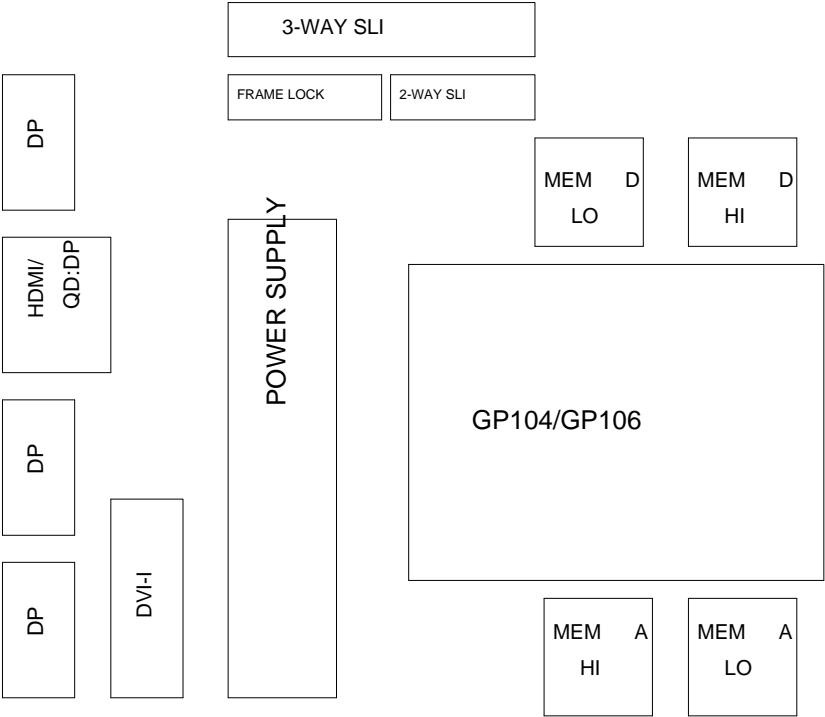 3-WAY SLI
FRAME LOCK
2-WAY SLI
DP
MEM D
LO
MEM D
HI
HDMI/
QD:DP
POWER SUPPLY
GP104/GP106
DP
DVI-I
DP
MEM A
HI
MEM A
LO